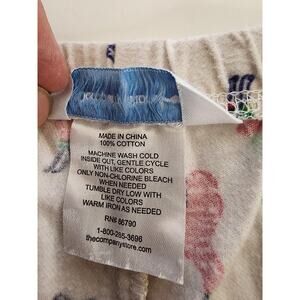 MADE IN CHINA
100% COTTON
MACHINE WASH COLD
INSIDE OUT, GENTLE CYCLE
WITH LIKE COLORS
ONLY NON-CHLORINE BLEACH
WHEN NEEDED
TUMBLE DRY LOW WITH
LIKE COLORS
WARM IRON AS NEEDED
RN# 66790
1-800-285-3696
thecompanystore.com